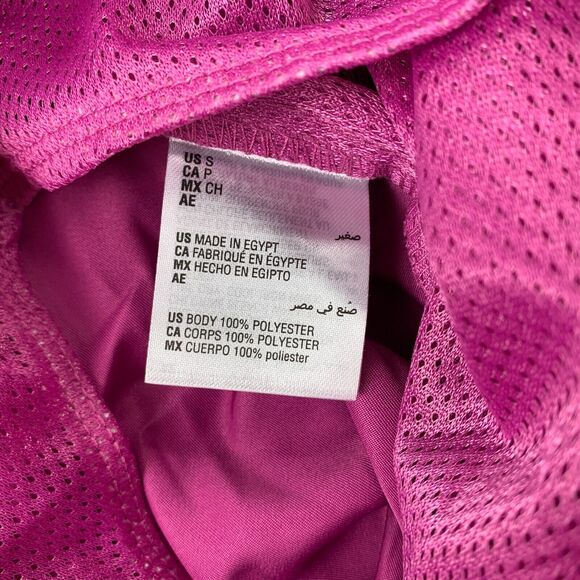 US S
CA P
MX CH
AE
صغير
US MADE IN EGYPT
CA FABRIQUÉ EN ÉGYPTE
MX HECHO EN EGIPTO
AE
صُنع في مصر
US BODY 100% POLYESTER
CA CORPS 100% POLYESTER
MX CUERPO 100% poliester